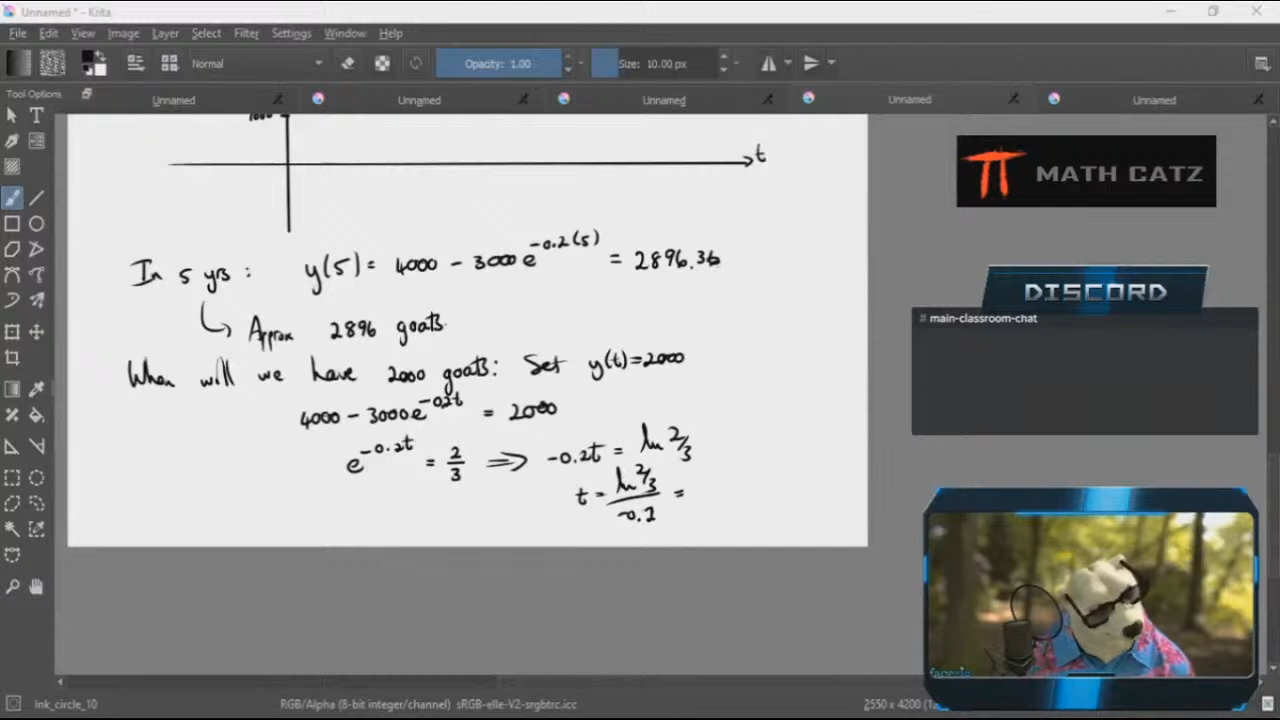 Unnamed * - Krita
File Edit View Image Layer Select Filter Settings Window Help
Normal Opacity: 1.00 Size: 10.00 px
Tool Options
Unnamed Unnamed Unnamed Unnamed Unnamed
1000
t
π MATH CATZ
In 5 yrs : y(5) = 4000 - 3000 e^{-0.2(5)} = 2896.36
Approx 2896 goats.
When will we have 2000 goats: Set y(t)=2000
4000 - 3000e^{-0.2t} = 2000
e^{-0.2t} = 2/3 ⟹ -0.2t = ln 2/3
t = ln 2/3 / -0.2 =
DISCORD
# main-classroom-chat
facerig
Ink_circle_10 RGB/Alpha (8-bit integer/channel) sRGB-elle-V2-srgbtrc.icc 2550 x 4200